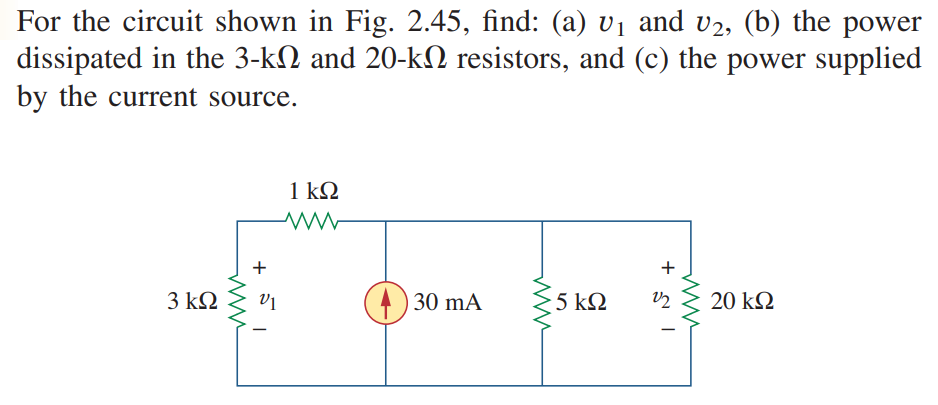 For the circuit shown in Fig. 2.45, find: (a) v₁ and v₂, (b) the power
dissipated in the 3-kΩ and 20-kΩ resistors, and (c) the power supplied
by the current source.
1 kΩ
+ +
3 kΩ v₁ 30 mA 5 kΩ v₂ 20 kΩ
− −